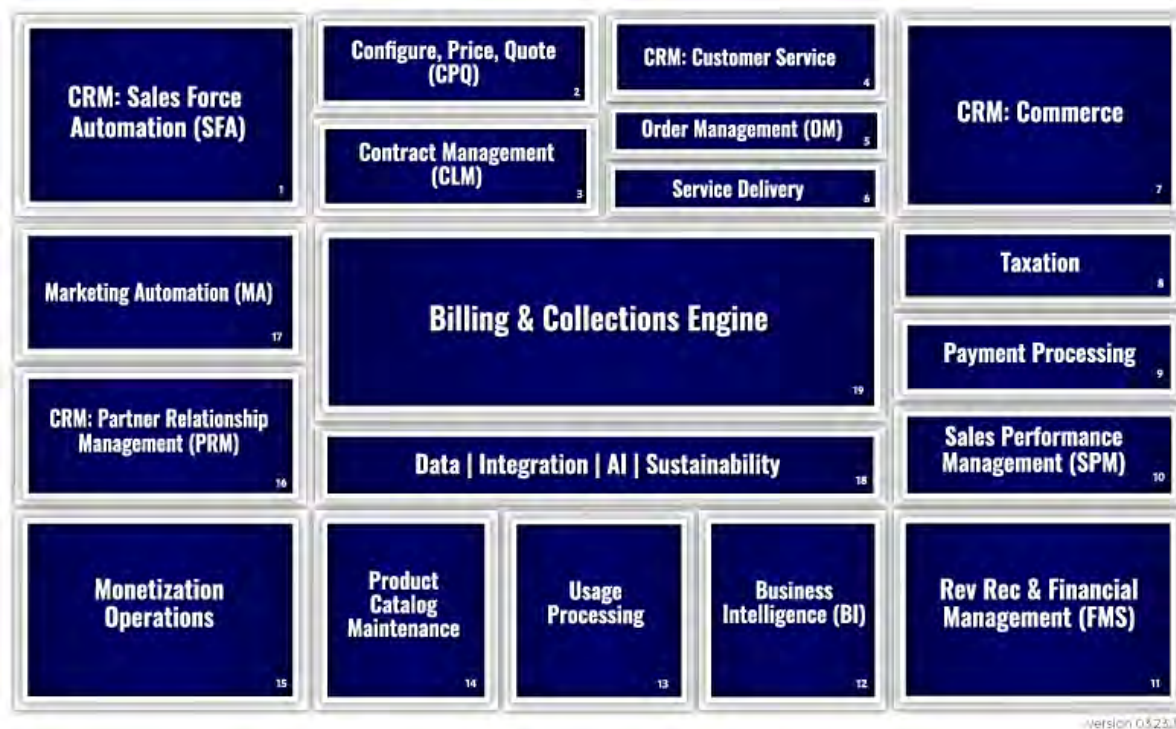 CRM: Sales Force
Automation (SFA)
1
Configure, Price, Quote
(CPQ)
2
Contract Management
(CLM)
3
CRM: Customer Service
4
Order Management (OM)
5
Service Delivery
6
CRM: Commerce
7
Marketing Automation (MA)
17
Billing & Collections Engine
19
Taxation
8
Payment Processing
9
CRM: Partner Relationship
Management (PRM)
16
Data | Integration | AI | Sustainability
18
Sales Performance
Management (SPM)
10
Monetization
Operations
15
Product
Catalog
Maintenance
14
Usage
Processing
13
Business
Intelligence (BI)
12
Rev Rec & Financial
Management (FMS)
11
version